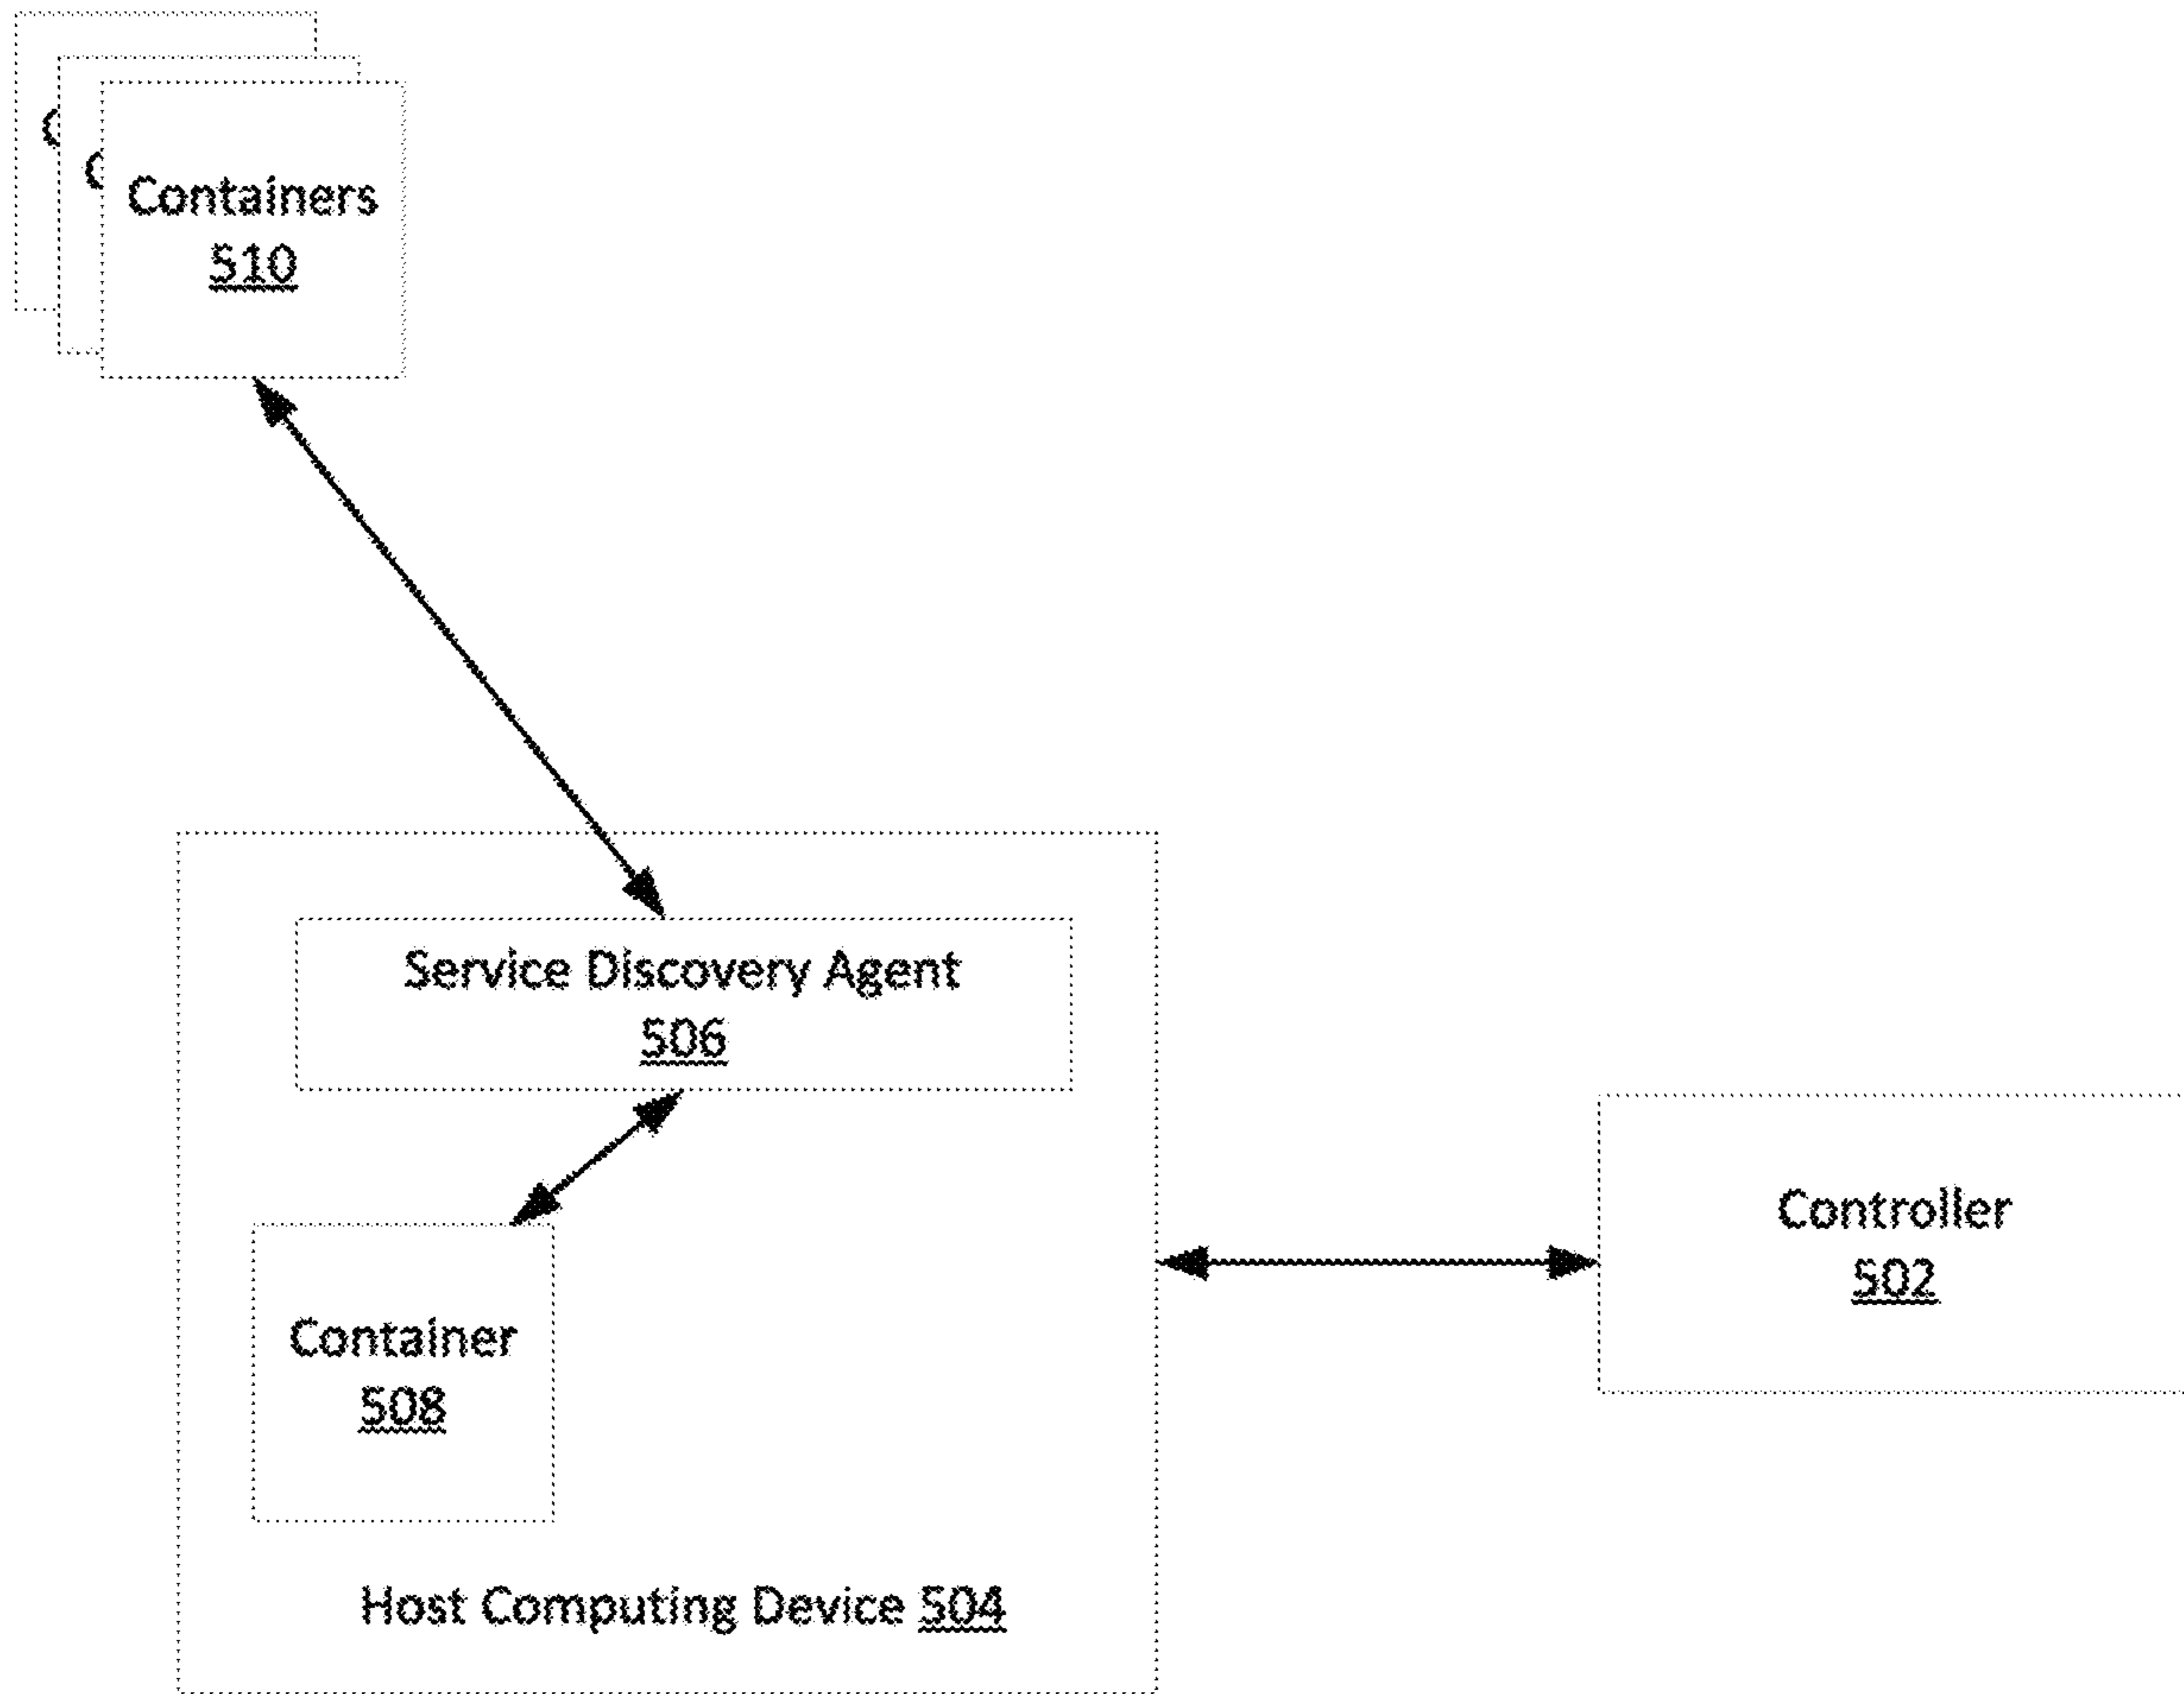 Containers
510
Service Discovery Agent
506
Controller
502
Container
508
Host Computing Device 504